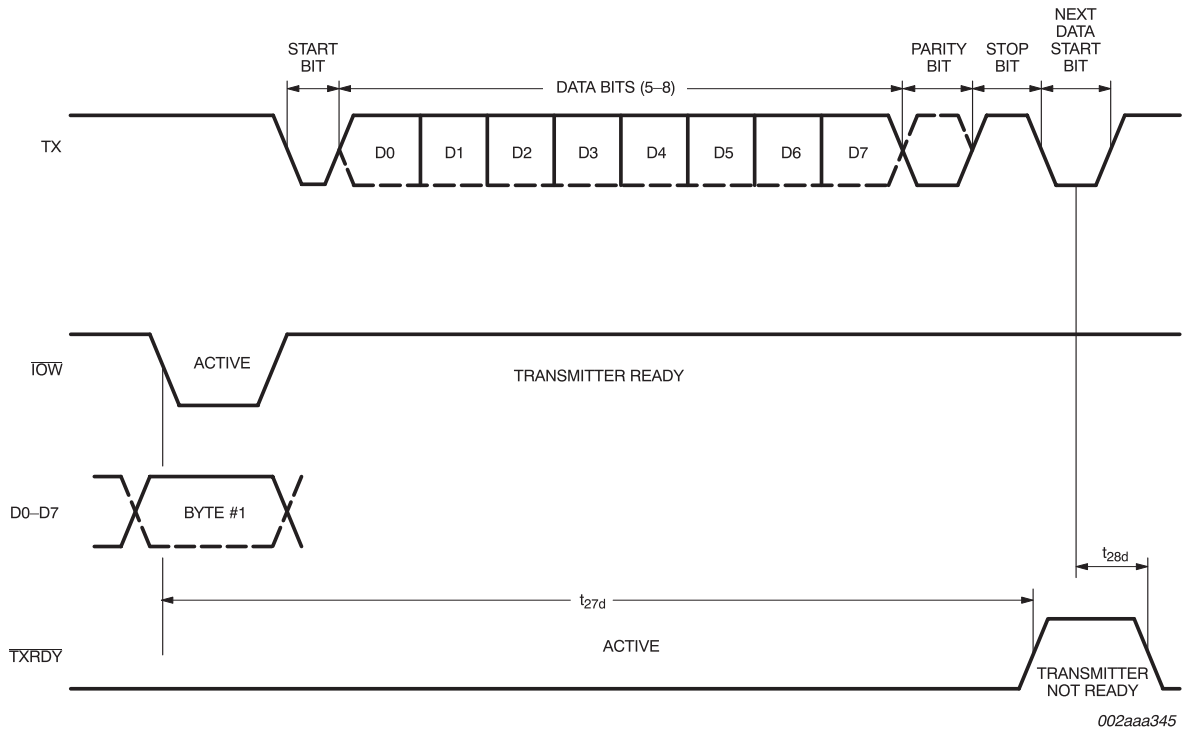 START
BIT
DATA BITS (5–8)
PARITY
BIT
STOP
BIT
NEXT
DATA
START
BIT
TX
D0
D1
D2
D3
D4
D5
D6
D7
IOW
ACTIVE
TRANSMITTER READY
D0–D7
BYTE #1
t28d
t27d
TXRDY
ACTIVE
TRANSMITTER
NOT READY
002aaa345